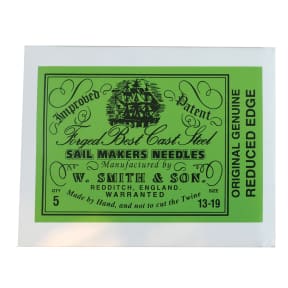 Improved Patent
Forged Best Cast Steel
SAIL MAKERS NEEDLES
Manufactured by
W. SMITH & SON.
REDDITCH, ENGLAND.
WARRANTED
QTY
5
Made by Hand, and not to cut the Twine
SIZE
13-19
ORIGINAL GENUINE
REDUCED EDGE